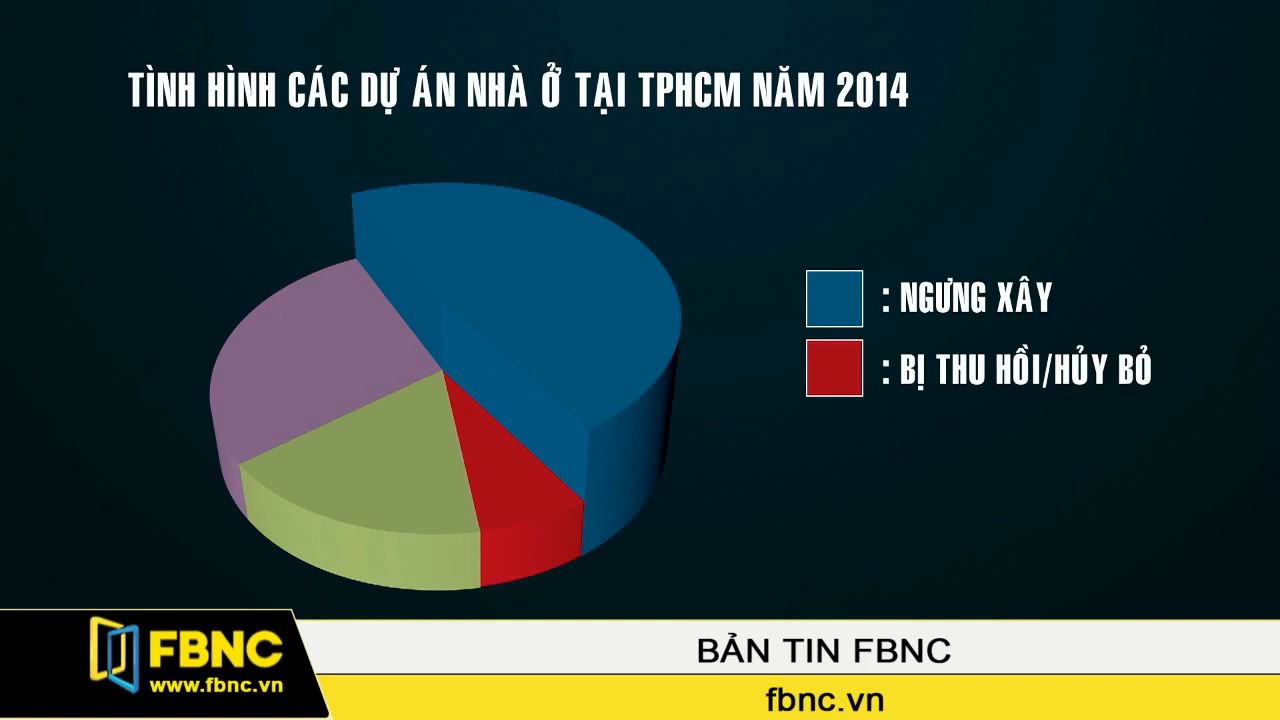 TÌNH HÌNH CÁC DỰ ÁN NHÀ Ở TẠI TPHCM NĂM 2014
: NGƯNG XÂY
: BỊ THU HỒI/HỦY BỎ
FBNC
www.fbnc.vn
BẢN TIN FBNC
fbnc.vn